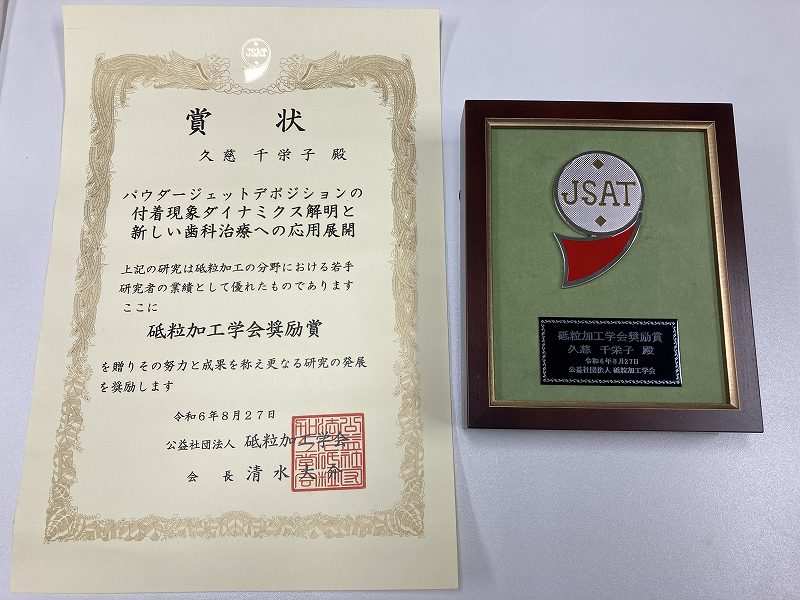 JSAT
賞 状
久慈 千栄子 殿
パウダージェットデポジションの
付着現象ダイナミクス解明と
新しい歯科治療への応用展開
上記の研究は砥粒加工の分野における若手
研究者の業績として優れたものであります
ここに
砥粒加工学会奨励賞
を贈りその努力と成果を称え更なる研究の発展
を奨励します
令和6年8月27日
公益社団法人 砥粒加工学会
会 長 清 水
JSAT
砥粒加工学会奨励賞
久慈 千栄子 殿
令和6年8月27日
公益社団法人 砥粒加工学会